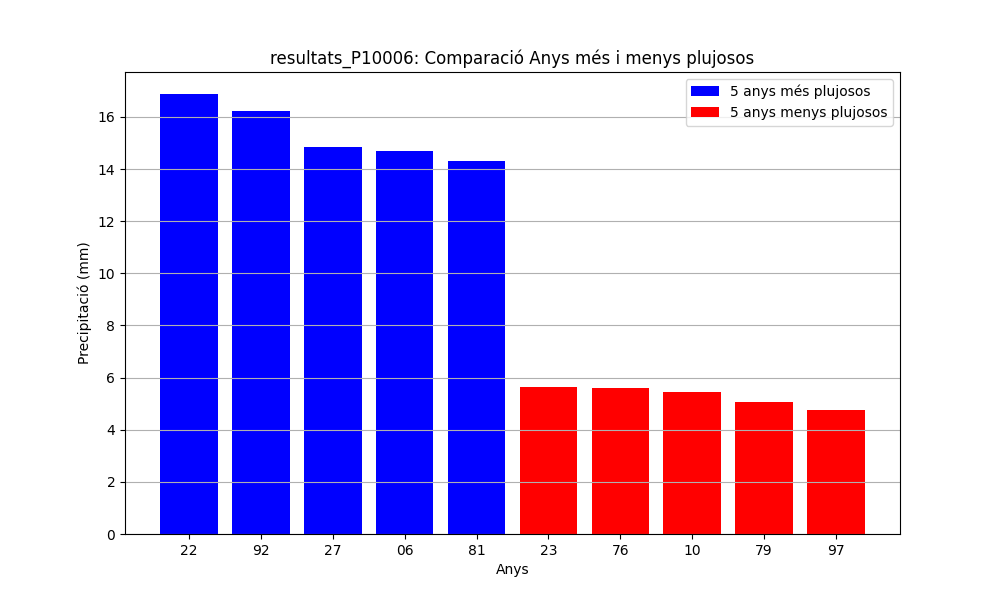 resultats_P10006: Comparació Anys més i menys plujosos
5 anys més plujosos
5 anys menys plujosos
Precipitació (mm)
16
14
12
10
8
6
4
2
0
22 92 27 06 81 23 76 10 79 97
Anys